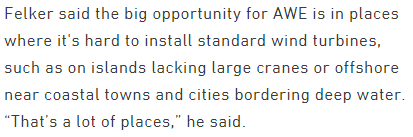 Felker said the big opportunity for AWE is in places
where it's hard to install standard wind turbines,
such as on islands lacking large cranes or offshore
near coastal towns and cities bordering deep water.
“That’s a lot of places,” he said.